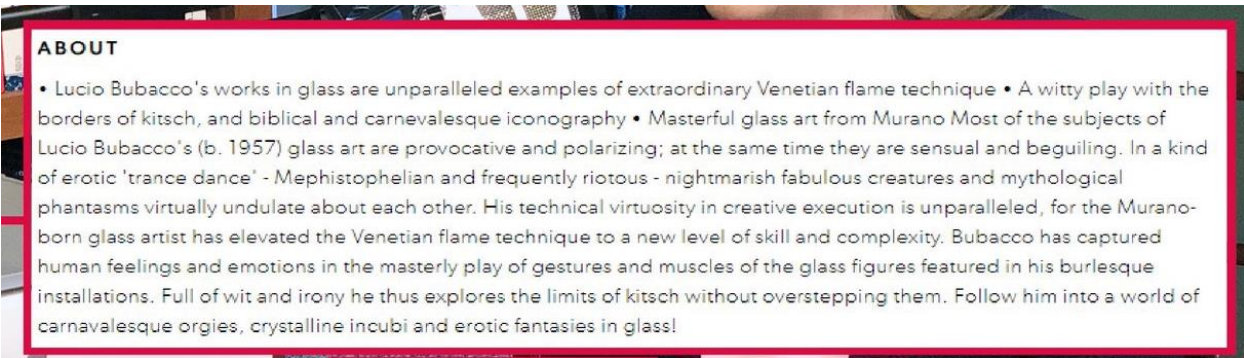 ABOUT
• Lucio Bubacco's works in glass are unparalleled examples of extraordinary Venetian flame technique • A witty play with the
borders of kitsch, and biblical and carnevalesque iconography • Masterful glass art from Murano Most of the subjects of
Lucio Bubacco's (b. 1957) glass art are provocative and polarizing; at the same time they are sensual and beguiling. In a kind
of erotic 'trance dance' - Mephistophelian and frequently riotous - nightmarish fabulous creatures and mythological
phantasms virtually undulate about each other. His technical virtuosity in creative execution is unparalleled, for the Murano-
born glass artist has elevated the Venetian flame technique to a new level of skill and complexity. Bubacco has captured
human feelings and emotions in the masterly play of gestures and muscles of the glass figures featured in his burlesque
installations. Full of wit and irony he thus explores the limits of kitsch without overstepping them. Follow him into a world of
carnavalesque orgies, crystalline incubi and erotic fantasies in glass!